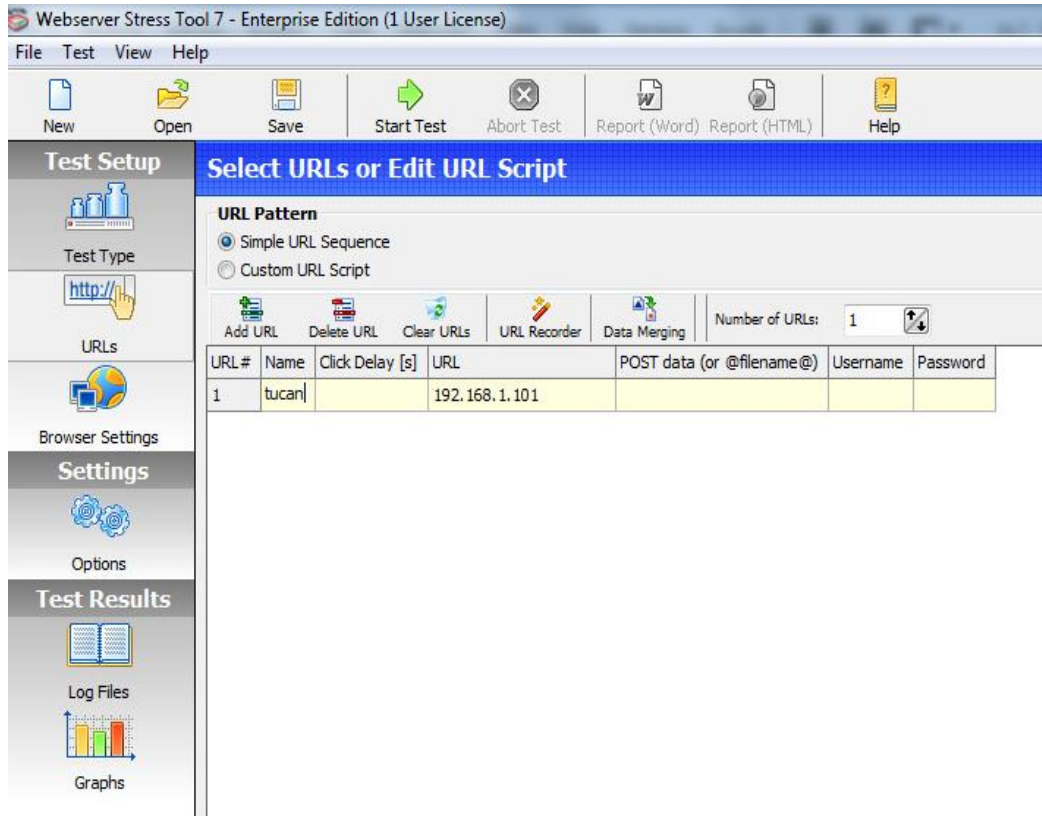 Webserver Stress Tool 7 - Enterprise Edition (1 User License)
File Test View Help
New Open Save Start Test Abort Test Report (Word) Report (HTML) Help
Test Setup
Test Type
http://
URLs
Browser Settings
Settings
Options
Test Results
Log Files
Graphs
Select URLs or Edit URL Script
URL Pattern
Simple URL Sequence
Custom URL Script
Add URL Delete URL Clear URLs URL Recorder Data Merging Number of URLs: 1
URL# Name Click Delay [s] URL POST data (or @filename@) Username Password
1 tucan 192.168.1.101